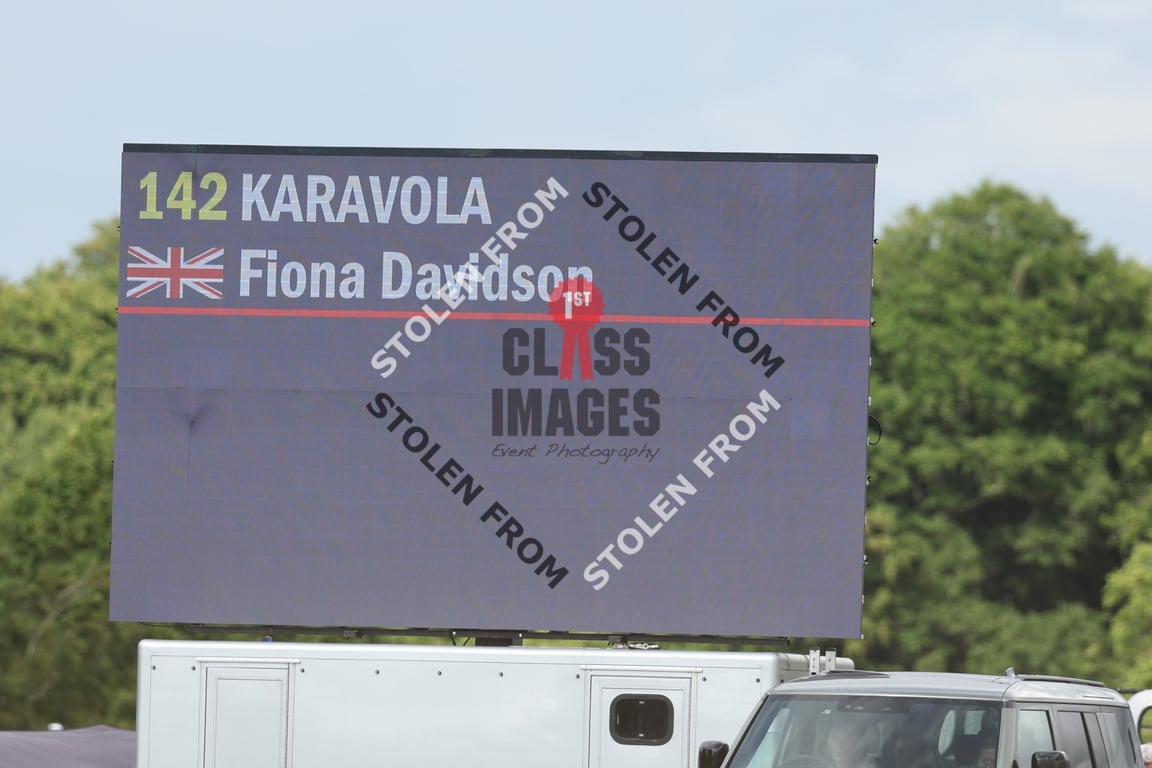 142 KARAVOLA
Fiona Davidson
STOLEN FROM
STOLEN FROM
1ST
CLASS
IMAGES
Event Photography
STOLEN FROM
STOLEN FROM